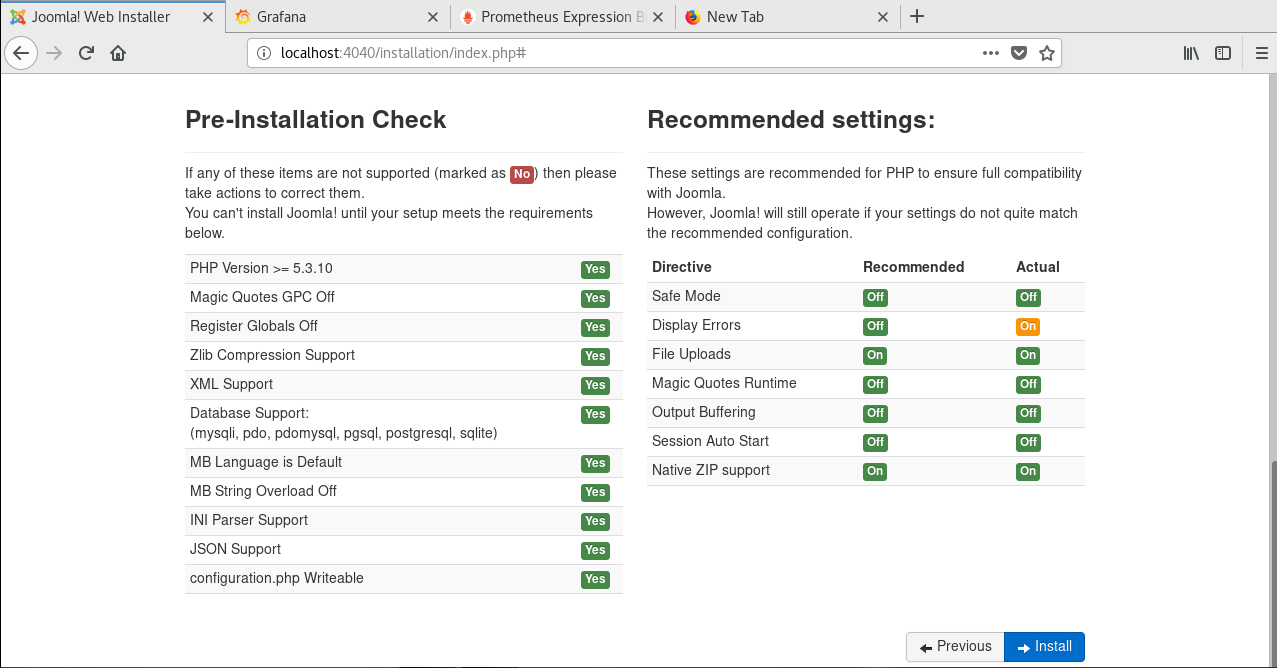 Joomla! Web Installer
Grafana
Prometheus Expression B
New Tab
localhost:4040/installation/index.php#
Pre-Installation Check
If any of these items are not supported (marked as No) then please
take actions to correct them.
You can't install Joomla! until your setup meets the requirements
below.
PHP Version >= 5.3.10 Yes
Magic Quotes GPC Off Yes
Register Globals Off Yes
Zlib Compression Support Yes
XML Support Yes
Database Support: Yes
(mysqli, pdo, pdomysql, pgsql, postgresql, sqlite)
MB Language is Default Yes
MB String Overload Off Yes
INI Parser Support Yes
JSON Support Yes
configuration.php Writeable Yes
Recommended settings:
These settings are recommended for PHP to ensure full compatibility
with Joomla.
However, Joomla! will still operate if your settings do not quite match
the recommended configuration.
Directive Recommended Actual
Safe Mode Off Off
Display Errors Off On
File Uploads On On
Magic Quotes Runtime Off Off
Output Buffering Off Off
Session Auto Start Off Off
Native ZIP support On On
Previous
Install